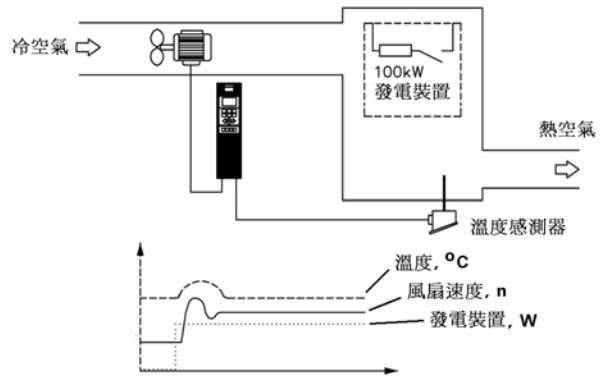 冷空氣
100kW
發電裝置
熱空氣
溫度感測器
溫度, ºC
風扇速度, n
發電裝置, W